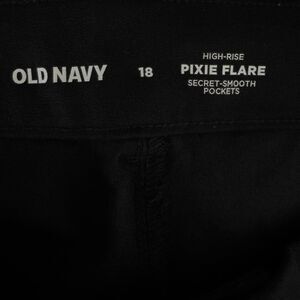 OLD NAVY
18
HIGH-RISE
PIXIE FLARE
SECRET-SMOOTH
POCKETS